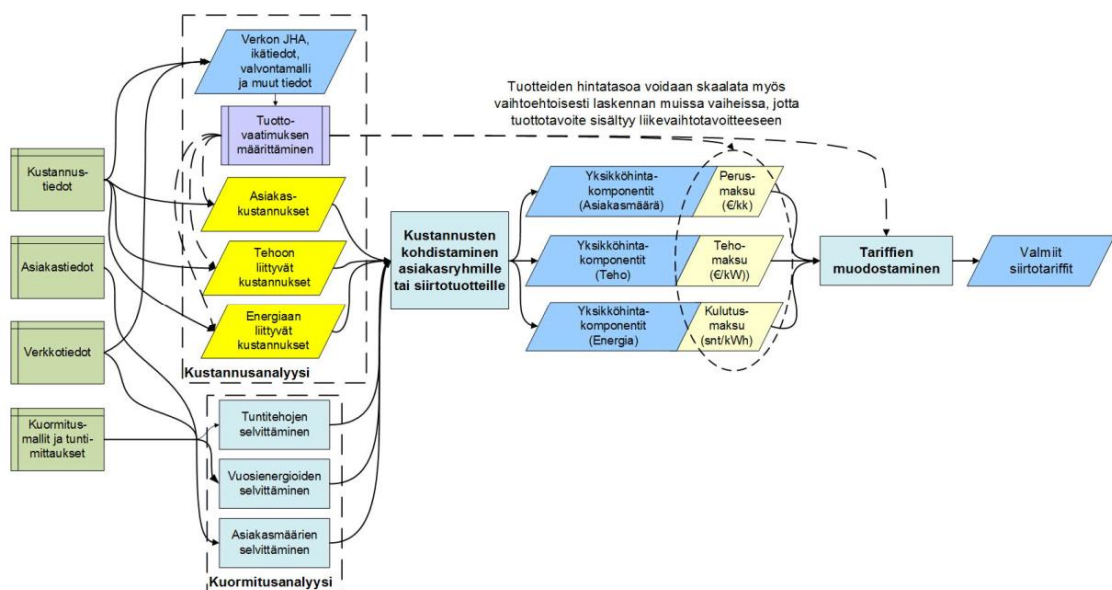 Verkon JHA,
ikätiedot,
valvontamalli
ja muut tiedot
Tuotto-
vaatimuksen
määrittäminen
Asiakas-
kustannukset
Tehoon
liittyvät
kustannukset
Energiaan
liittyvät
kustannukset
Kustannusanalyysi
Kustannus-
tiedot
Asiakastiedot
Verkkotiedot
Kuormitus-
mallit ja tunti-
mittaukset
Tuntitehojen
selvittäminen
Vuosienergioiden
selvittäminen
Asiakasmäärien
selvittäminen
Kuormitusanalyysi
Kustannusten
kohdistaminen
asiakasryhmille
tai siirtotuotteille
Tuotteiden hintatasoa voidaan skaalata myös
vaihtoehtoisesti laskennan muissa vaiheissa, jotta
tuottotavoite sisältyy liikevaihtotavoitteeseen
Yksikköhinta-
komponentit
(Asiakasmäärä)
Perus-
maksu
(€/kk)
Yksikköhinta-
komponentit
(Teho)
Teho-
maksu
(€/kW))
Yksikköhinta-
komponentit
(Energia)
Kulutus-
maksu
(snt/kWh)
Tariffien
muodostaminen
Valmiit
siirtotariffit